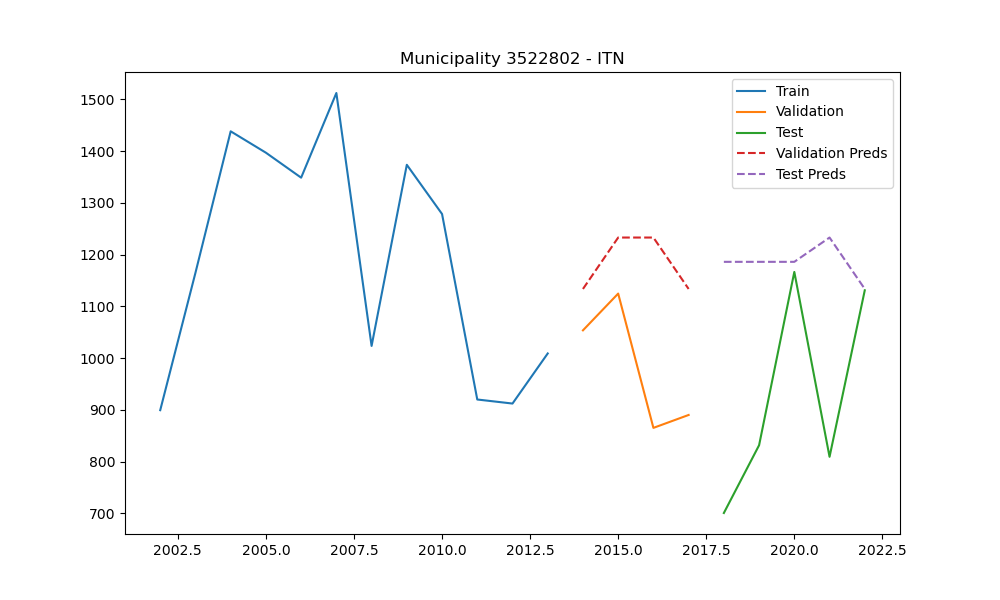 Municipality 3522802 - ITN
1500
1400
1300
1200
1100
1000
900
800
700
2002.5 2005.0 2007.5 2010.0 2012.5 2015.0 2017.5 2020.0 2022.5
Train
Validation
Test
Validation Preds
Test Preds